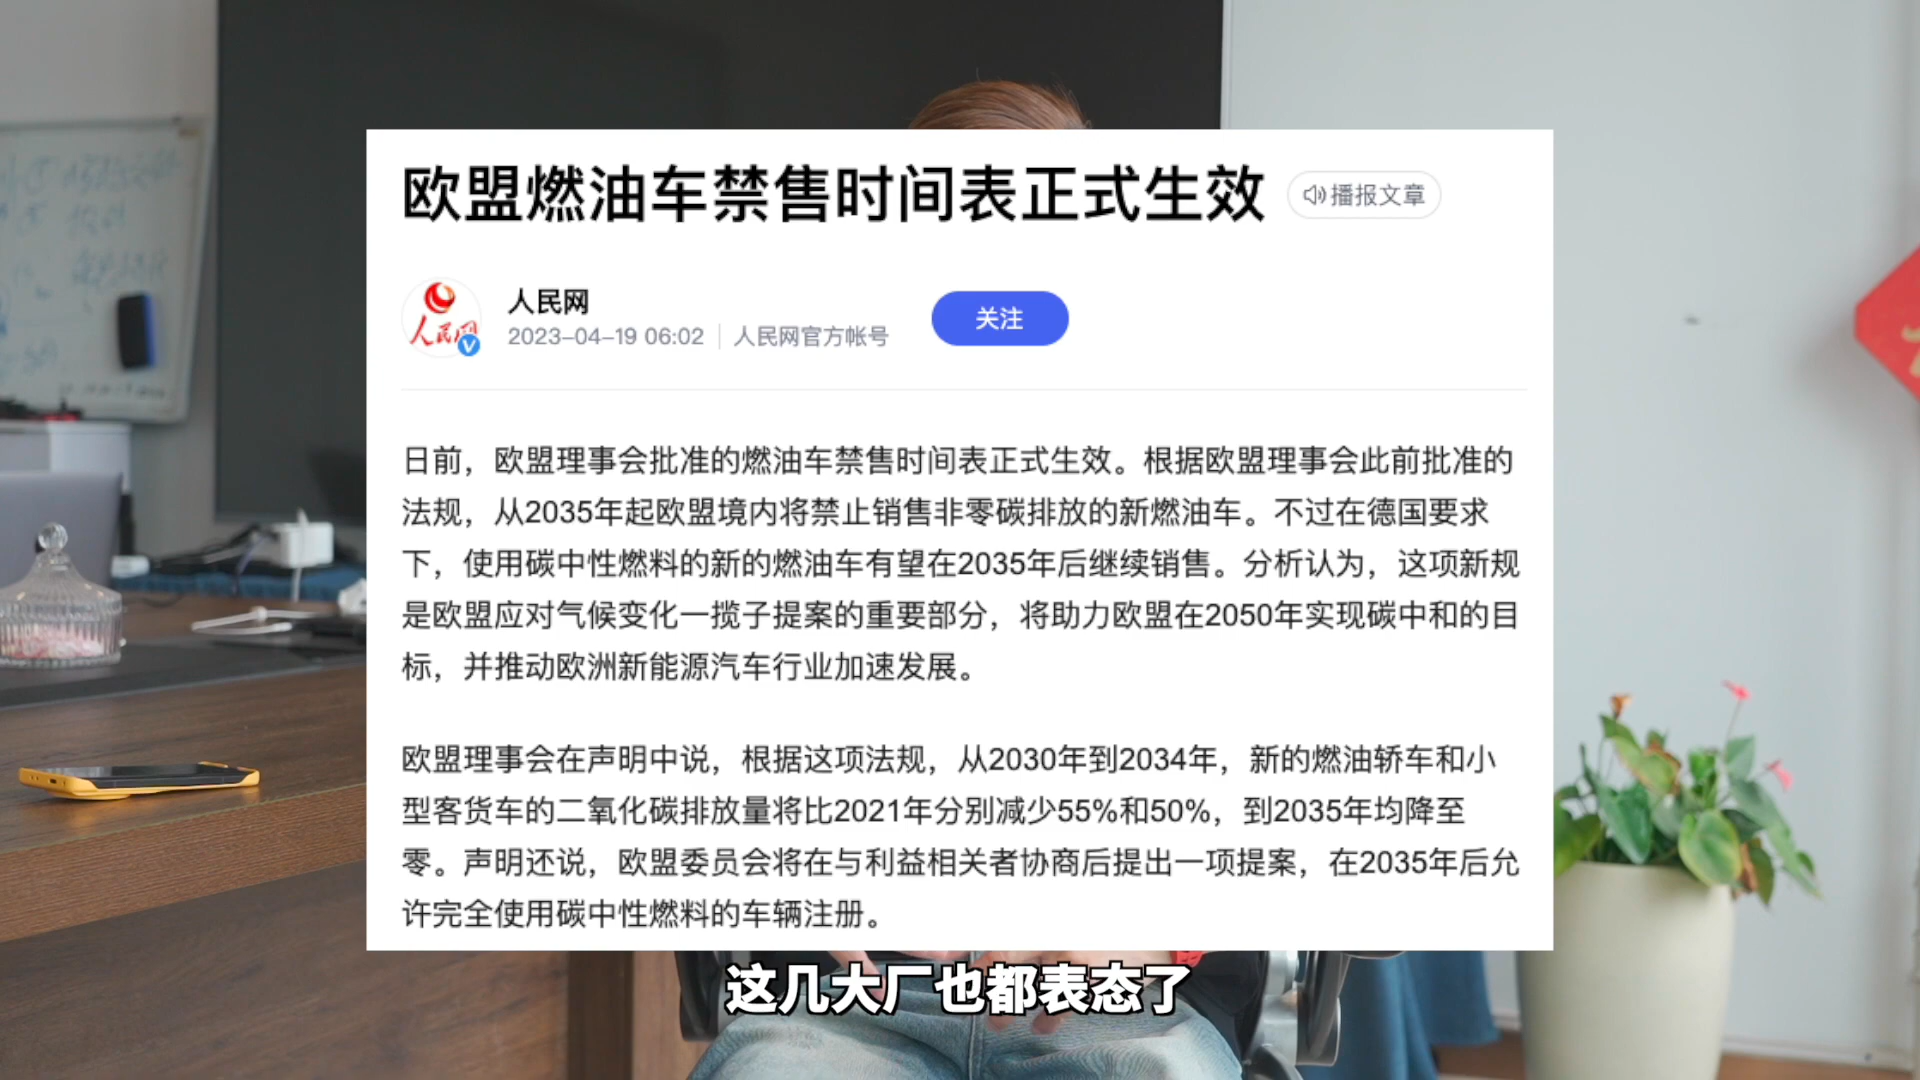 欧盟燃油车禁售时间表正式生效
播报文章
人民网
人民网
2023-04-19 06:02
人民网官方帐号
关注
日前，欧盟理事会批准的燃油车禁售时间表正式生效。根据欧盟理事会此前批准的
法规，从2035年起欧盟境内将禁止销售非零碳排放的新燃油车。不过在德国要求
下，使用碳中性燃料的新的燃油车有望在2035年后继续销售。分析认为，这项新规
是欧盟应对气候变化一揽子提案的重要部分，将助力欧盟在2050年实现碳中和的目
标，并推动欧洲新能源汽车行业加速发展。
欧盟理事会在声明中说，根据这项法规，从2030年到2034年，新的燃油轿车和小
型客货车的二氧化碳排放量将比2021年分别减少55%和50%，到2035年均降至
零。声明还说，欧盟委员会将在与利益相关者协商后提出一项提案，在2035年后允
许完全使用碳中性燃料的车辆注册。
这几大厂也都表态了